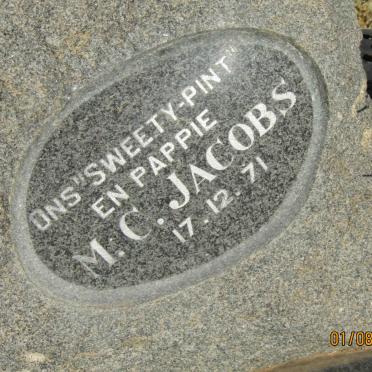 ONS "SWEETY-PINT"
EN PAPPIE
M. C. JACOBS
17.12.71
01/08